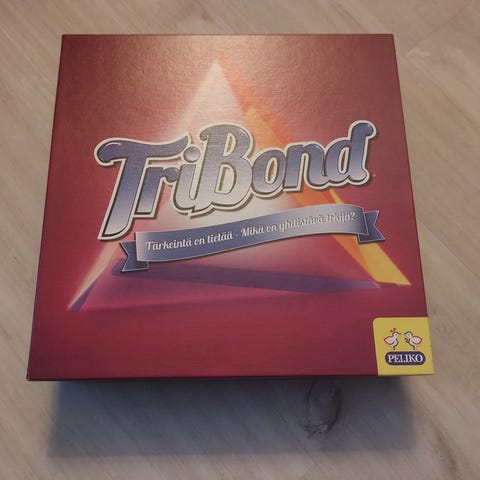 TriBond
Tärkeintä on tietää - Mikä on yhdistävä tekijä?
PELIKO